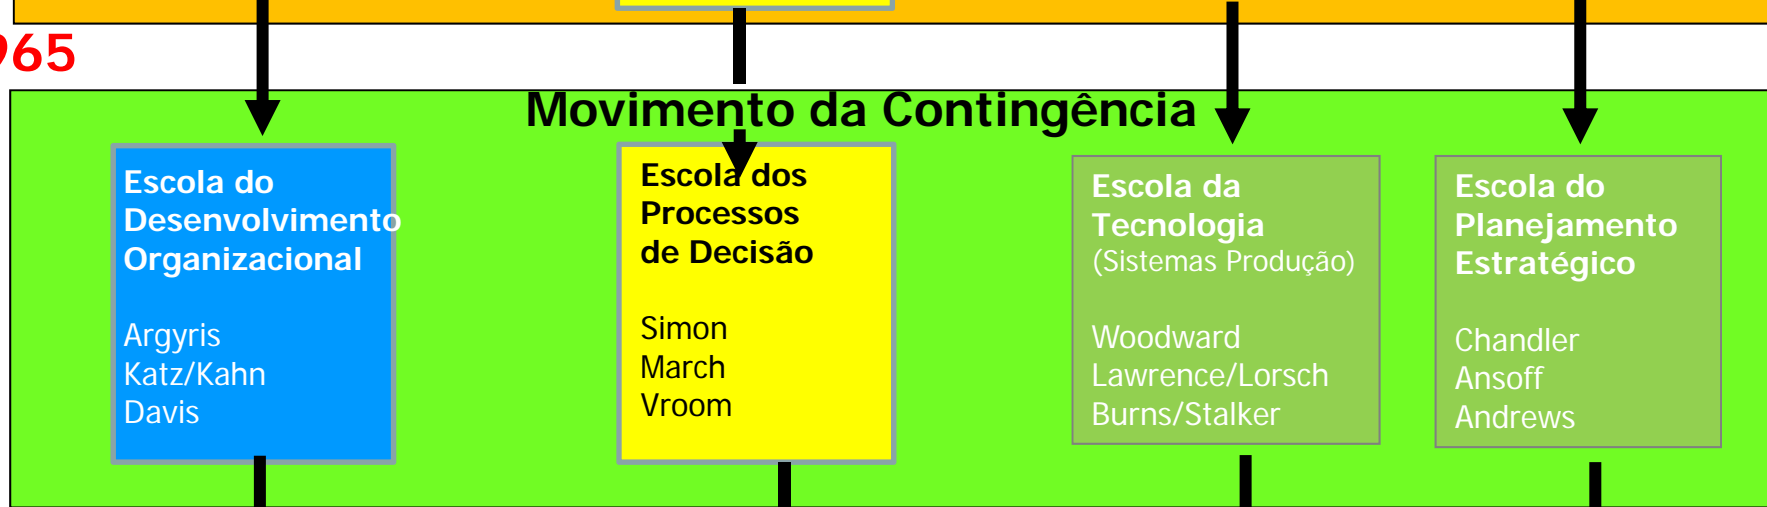 965
Movimento da Contingência
Escola do
Desenvolvimento
Organizacional
Argyris
Katz/Kahn
Davis
Escola dos
Processos
de Decisão
Simon
March
Vroom
Escola da
Tecnologia
(Sistemas Produção)
Woodward
Lawrence/Lorsch
Burns/Stalker
Escola do
Planejamento
Estratégico
Chandler
Ansoff
Andrews